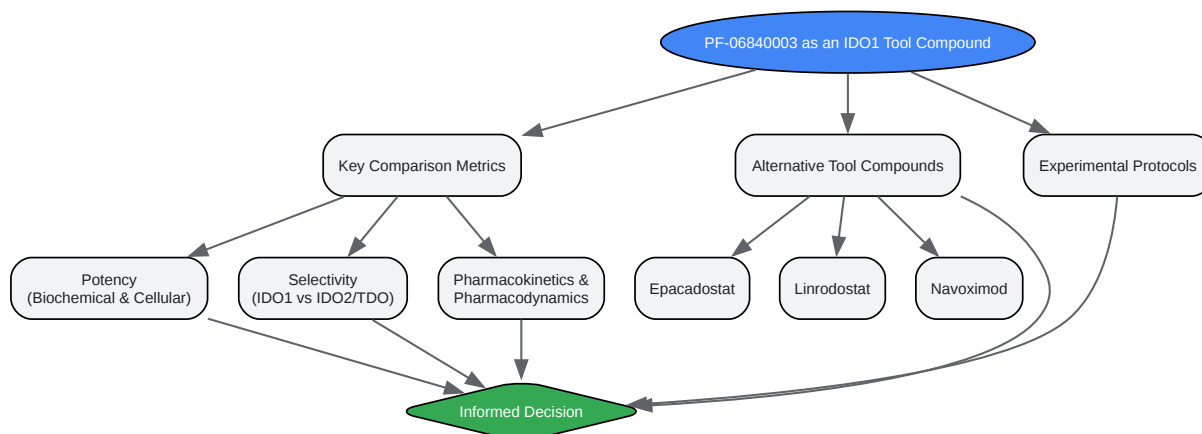 PF-06840003 as an IDO1 Tool Compound
Key Comparison Metrics
Alternative Tool Compounds
Experimental Protocols
Potency
(Biochemical & Cellular)
Selectivity
(IDO1 vs IDO2/TDO)
Pharmacokinetics &
Pharmacodynamics
Epacadostat
Linrodostat
Navoximod
Informed Decision